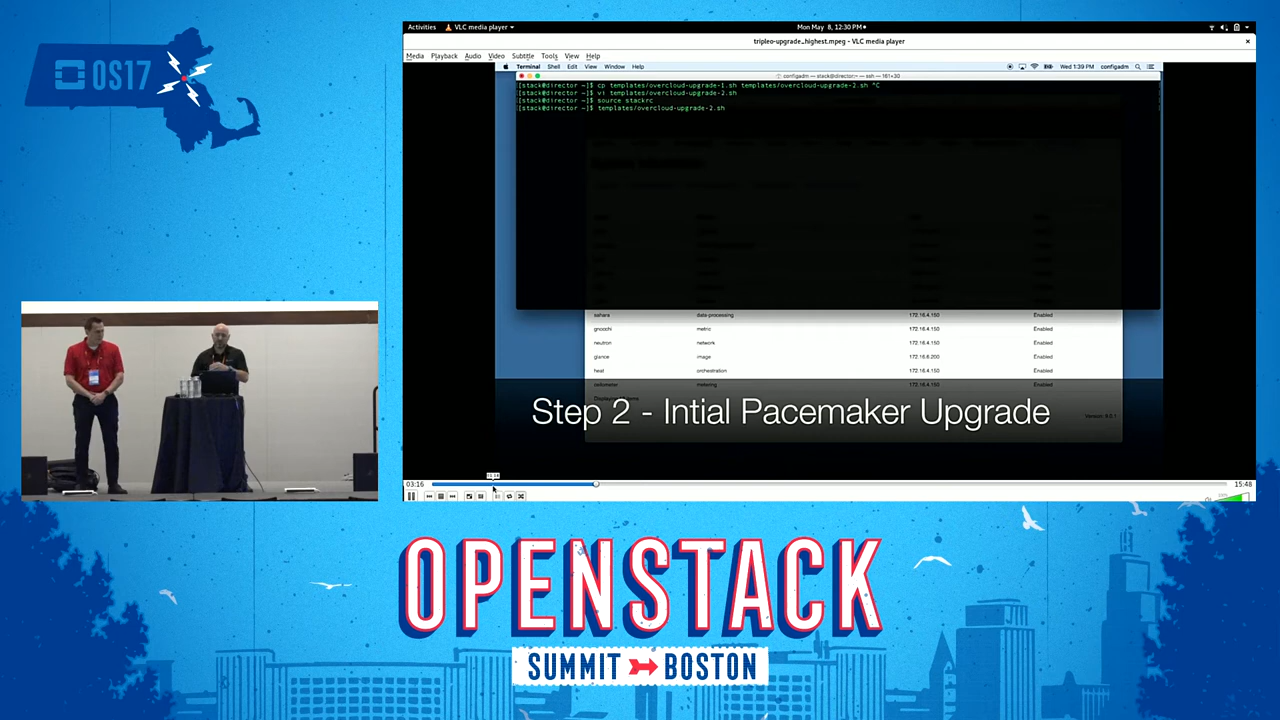 OS17
Activities
VLC media player
Mon May 8, 12:30 PM
tripleo-upgrade_highest.mpeg - VLC media player
Media Playback Audio Video Subtitle Tools View Help
Terminal Shell Edit View Window Help
Wed 1:39 PM configadm
configadm — stack@director:~ — ssh — 161×30
[[stack@director ~]$ cp templates/overcloud-upgrade-1.sh templates/overcloud-upgrade-2.sh ^C
[[stack@director ~]$ vi templates/overcloud-upgrade-2.sh
[[stack@director ~]$ source stackrc
[[stack@director ~]$ templates/overcloud-upgrade-2.sh
sahara data-processing 172.16.4.150 Enabled
gnocchi metric 172.16.4.150 Enabled
neutron network 172.16.4.150 Enabled
glance image 172.16.6.200 Enabled
heat orchestration 172.16.4.150 Enabled
ceilometer metering 172.16.4.150 Enabled
Step 2 - Intial Pacemaker Upgrade
03:16
15:48
OPENSTACK
SUMMIT BOSTON